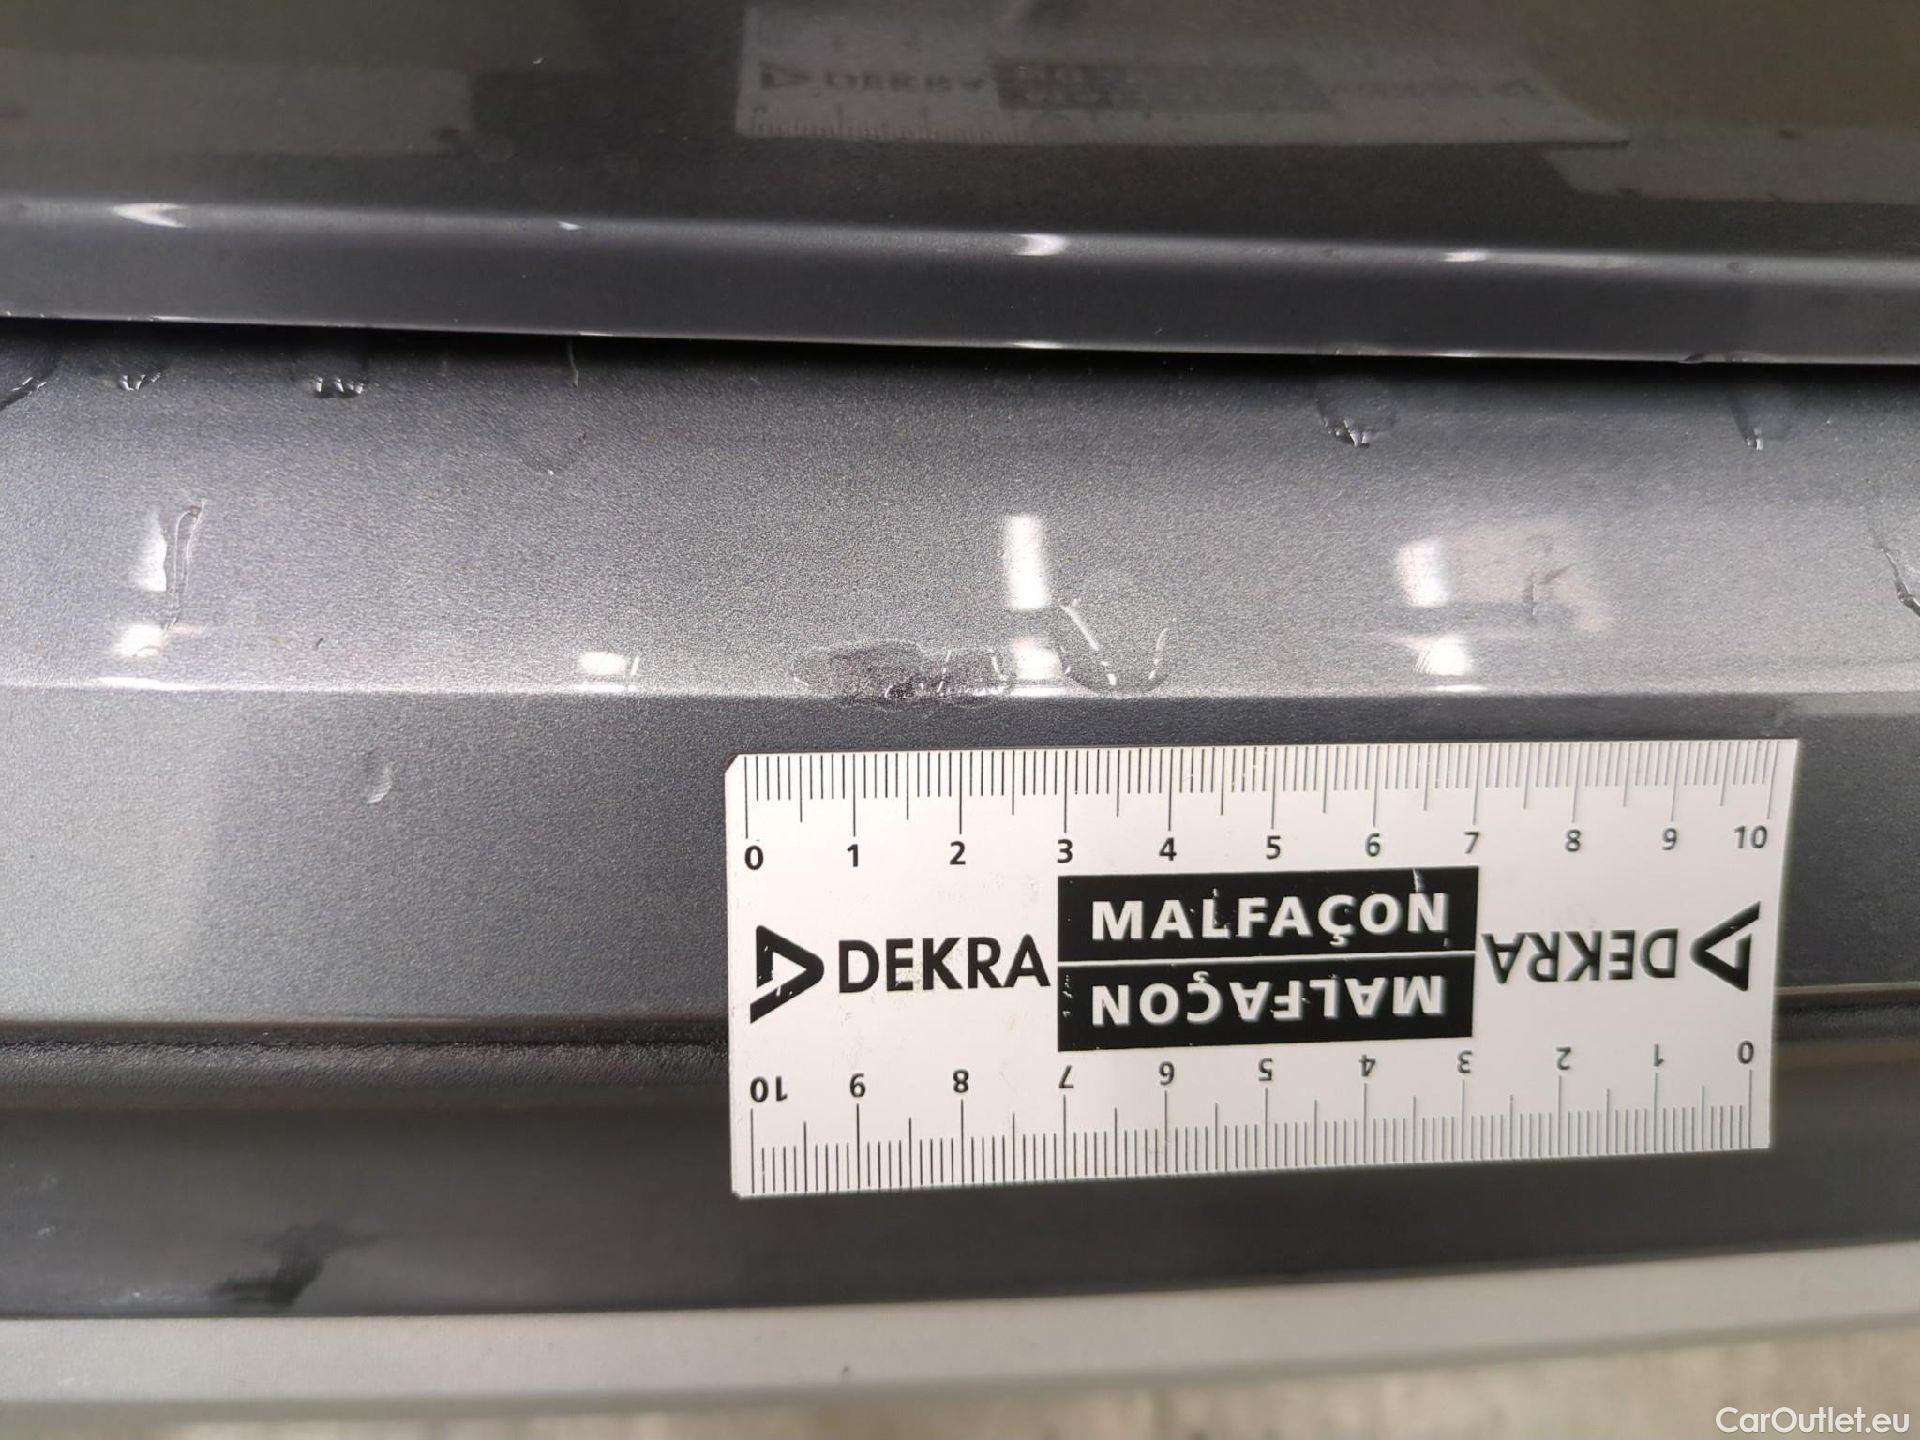 DEKRA
0 1 2 3 4 5 6 7 8 9 10
MALFAÇON
DEKRA
MALFAÇON
DEKRA
10 9 8 7 6 5 4 3 2 1 0
CarOutlet.eu